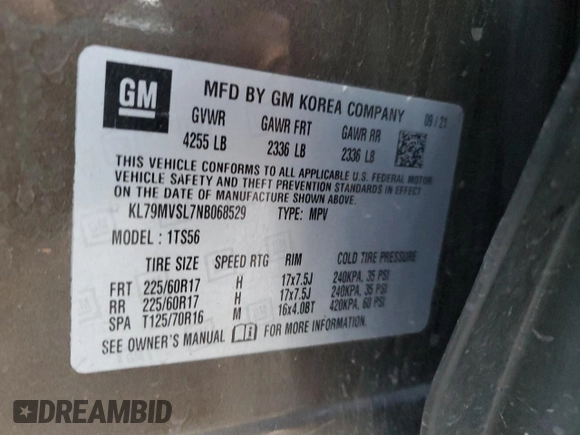 GM
MFD BY GM KOREA COMPANY 09/21
GVWR GAWR FRT GAWR RR
4255 LB 2336 LB 2336 LB
THIS VEHICLE CONFORMS TO ALL APPLICABLE U.S. FEDERAL MOTOR
VEHICLE SAFETY AND THEFT PREVENTION STANDARDS IN EFFECT ON THE
DATE OF MANUFACTURE SHOWN ABOVE.
KL79MVSL7NB068529 TYPE: MPV
MODEL: 1TS56
TIRE SIZE SPEED RTG RIM COLD TIRE PRESSURE
FRT 225/60R17 H 17x7.5J 240KPA, 35 PSI
RR 225/60R17 H 17x7.5J 240KPA, 35 PSI
SPA T125/70R16 M 16x4.0BT 420KPA, 60 PSI
SEE OWNER'S MANUAL FOR MORE INFORMATION.
DREAMBID